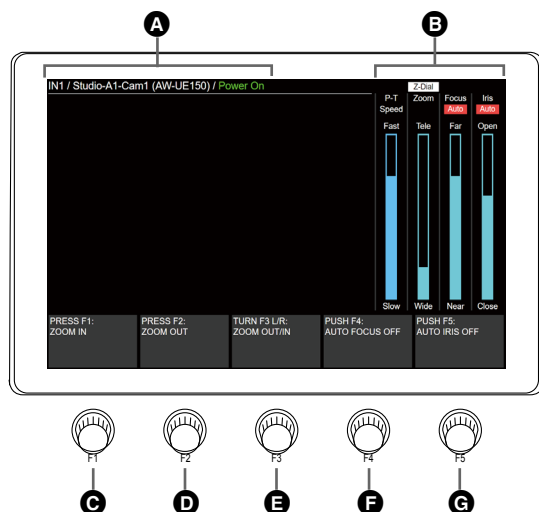 A
B
IN1 / Studio-A1-Cam1 (AW-UE150) / Power On
Z-Dial
P-T Speed
Zoom
Focus
Iris
Auto
Auto
Fast
Tele
Far
Open
Slow
Wide
Near
Close
PRESS F1:
ZOOM IN
PRESS F2:
ZOOM OUT
TURN F3 L/R:
ZOOM OUT/IN
PUSH F4:
AUTO FOCUS OFF
PUSH F5:
AUTO IRIS OFF
F1
F2
F3
F4
F5
C
D
E
F
G